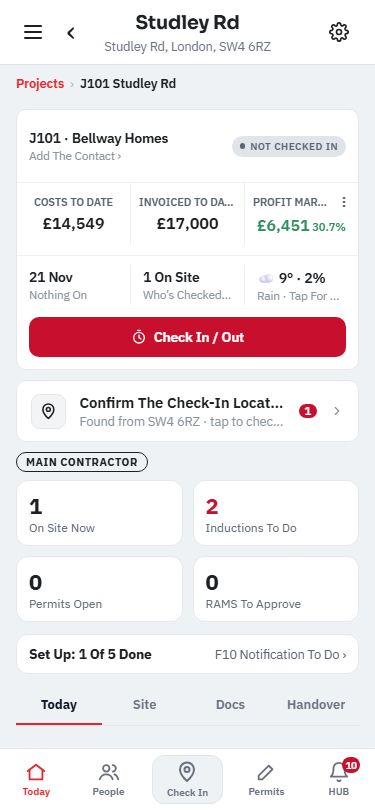 Studley Rd
Studley Rd, London, SW4 6RZ
Projects › J101 Studley Rd
J101 · Bellway Homes
NOT CHECKED IN
Add The Contact ›
COSTS TO DATE
INVOICED TO DA...
PROFIT MAR...
£14,549
£17,000
£6,451 30.7%
21 Nov
1 On Site
9° · 2%
Nothing On
Who's Checked...
Rain · Tap For ...
Check In / Out
Confirm The Check-In Locat...
Found from SW4 6RZ · tap to chec...
1
MAIN CONTRACTOR
1
On Site Now
2
Inductions To Do
0
Permits Open
0
RAMS To Approve
Set Up: 1 Of 5 Done
F10 Notification To Do ›
Today
Site
Docs
Handover
10
Today
People
Check In
Permits
HUB